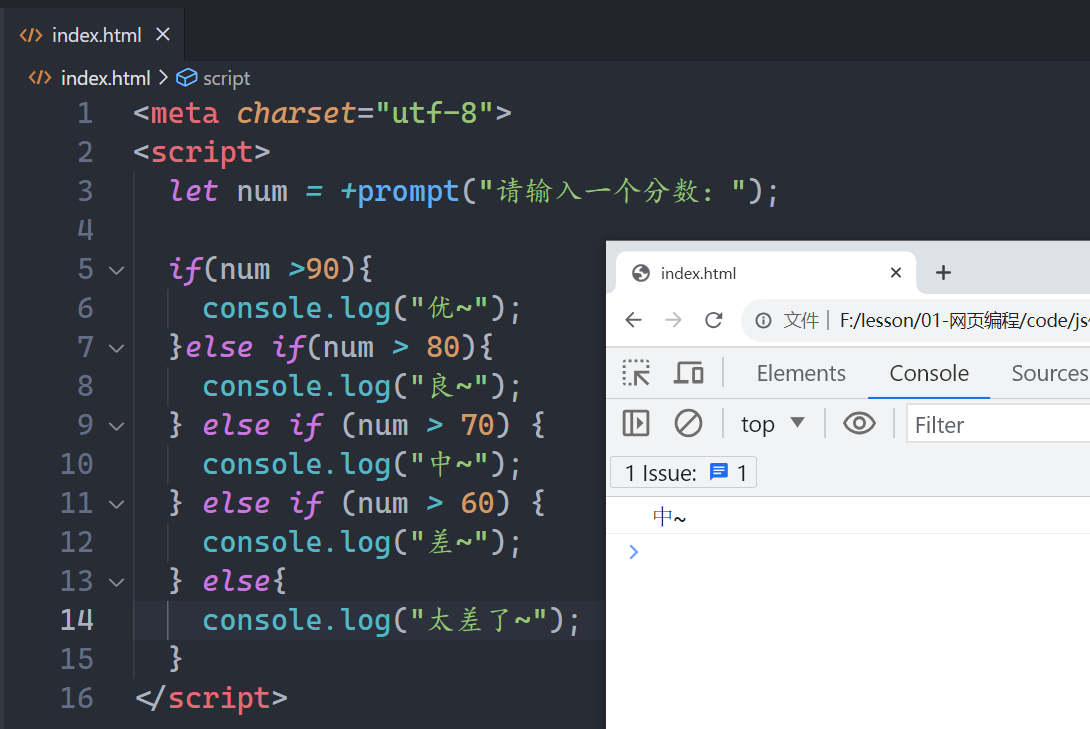 index.html
index.html > script
1 <meta charset="utf-8">
2 <script>
3 let num = +prompt("请输入一个分数：");
4
5 if(num >90){
6 console.log("优~");
7 }else if(num > 80){
8 console.log("良~");
9 } else if (num > 70) {
10 console.log("中~");
11 } else if (num > 60) {
12 console.log("差~");
13 } else{
14 console.log("太差了~");
15 }
16 </script>
index.html
文件 | F:/lesson/01-网页编程/code/js
Elements Console Sources
top Filter
1 Issue: 1
中~